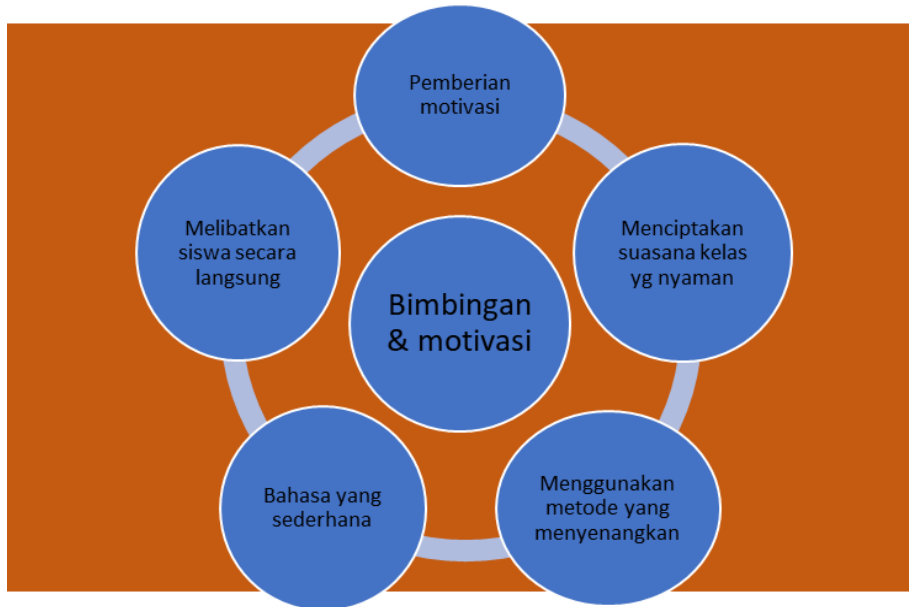 Pemberian
motivasi
Menciptakan
suasana kelas
yg nyaman
Menggunakan
metode yang
menyenangkan
Bahasa yang
sederhana
Melibatkan
siswa secara
langsung
Bimbingan
& motivasi